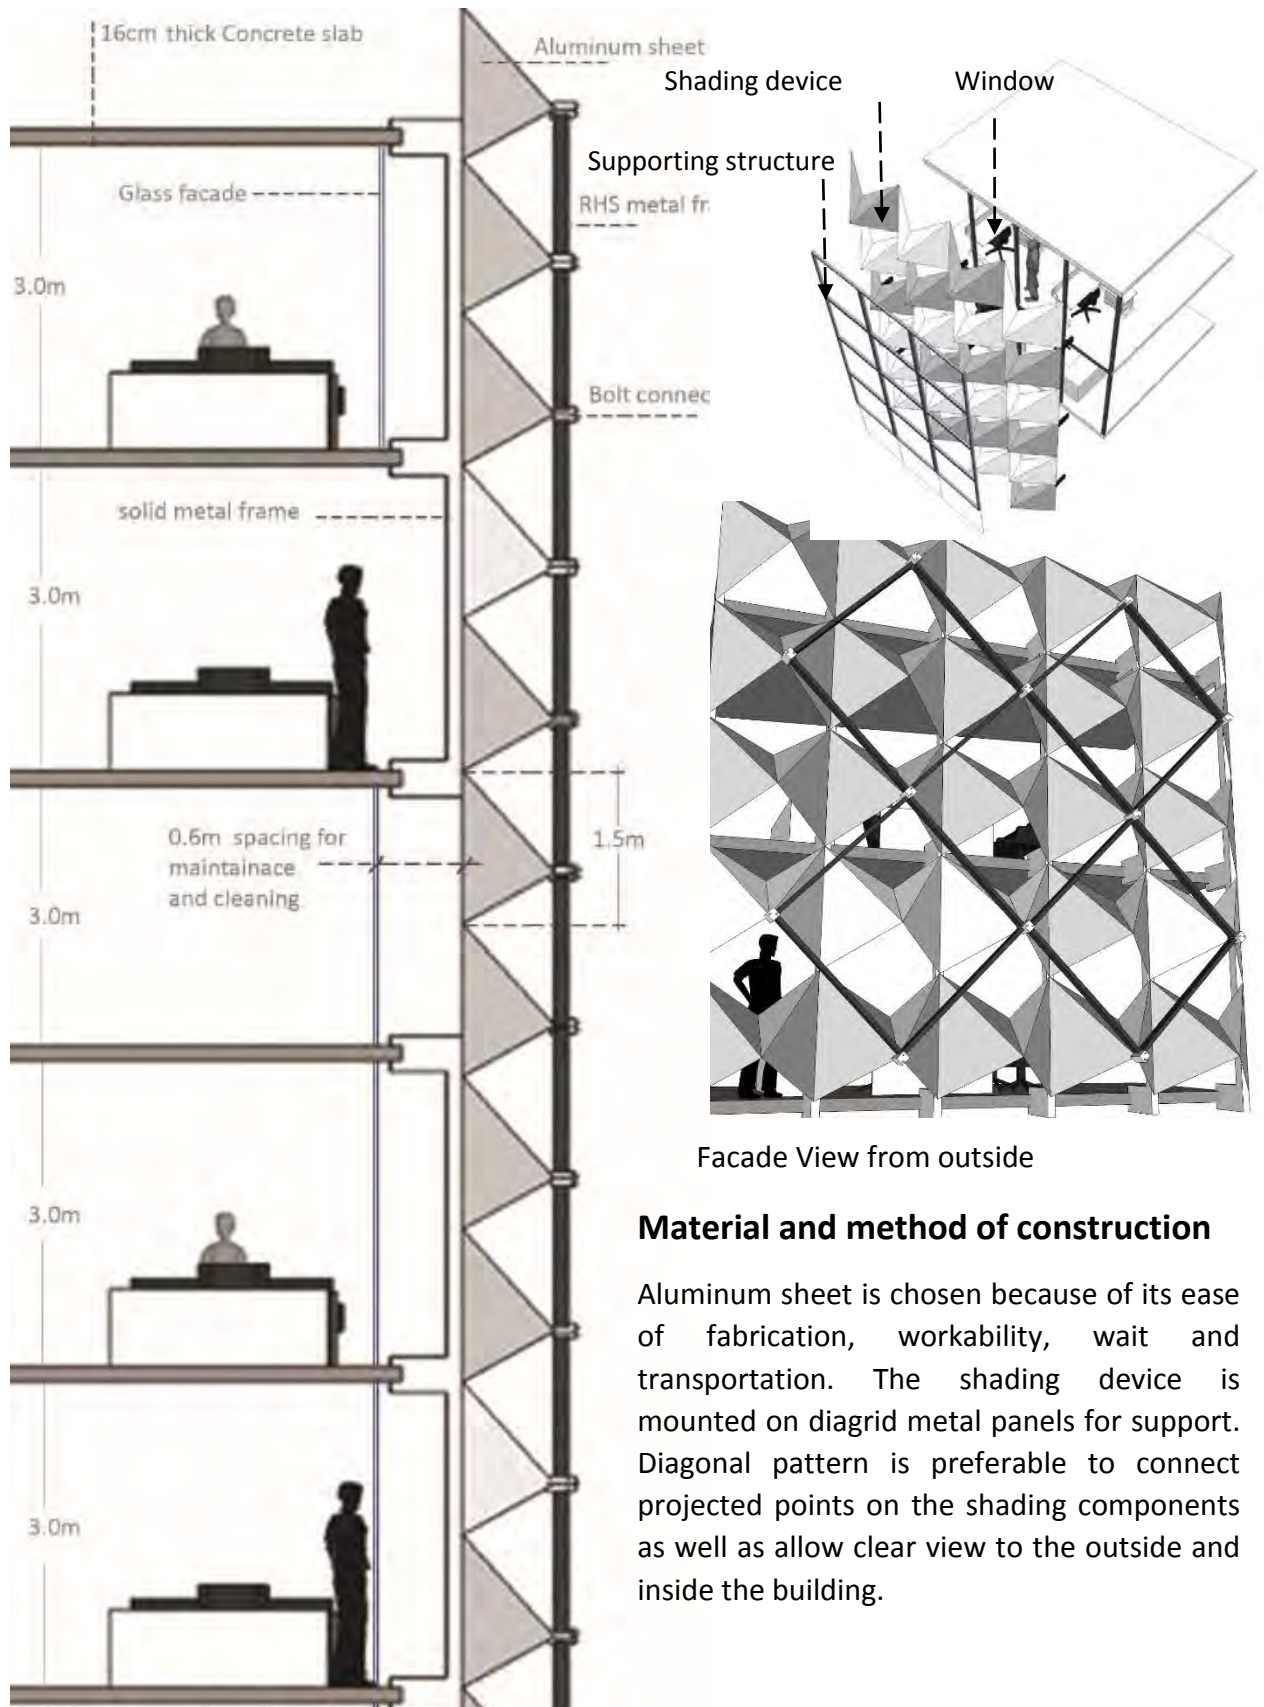 16cm thick Concrete slab
Aluminum sheet
Shading device
Window
Supporting structure
Glass facade
RHS metal
3.0m
Bolt
solid metal frame
3.0m
0.6m spacing for
maintainace
and cleaning
1.5m
3.0m
3.0m
3.0m
Facade View from outside
Material and method of construction
Aluminum sheet is chosen because of its ease
of fabrication, workability, wait and
transportation. The shading device is
mounted on diagrid metal panels for support.
Diagonal pattern is preferable to connect
projected points on the shading components
as well as allow clear view to the outside and
inside the building.